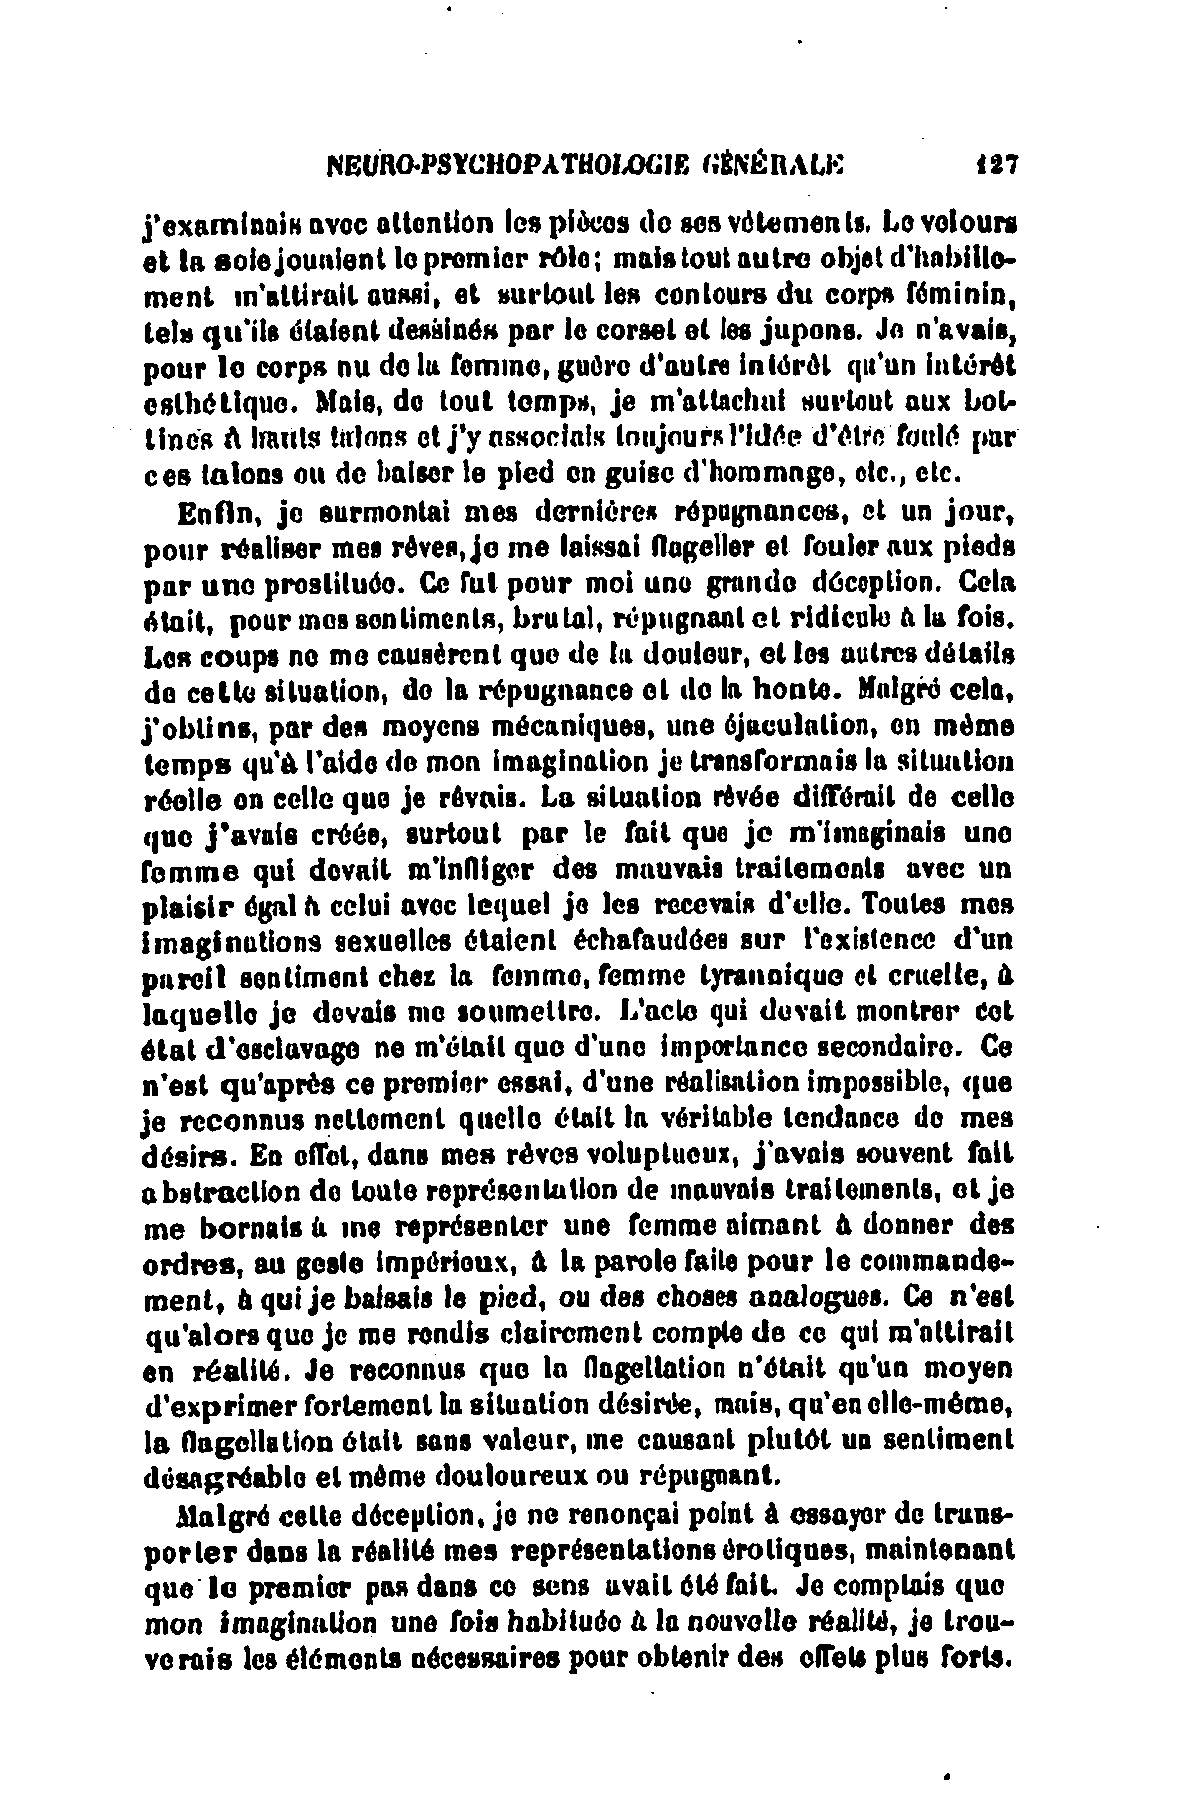 NEURO-PSYCHOPATHOLOGIE GÉNÉRALE 127
j'examinais avec attention les pièces de ses vêtements. Le velours
et la soie jouaient le premier rôle; mais tout autre objet d'habille-
ment m'attirait aussi, et surtout les contours du corps féminin,
tels qu'ils étaient dessinés par le corset et les jupons. Je n'avais,
pour le corps nu de la femme, guère d'autre intérêt qu'un intérêt
esthétique. Mais, de tout temps, je m'attachai surtout aux bot-
tines à hauts talons et j'y associais toujours l'idée d'être foulé par
ces talons ou de baiser le pied en guise d'hommage, etc., etc.
Enfin, je surmontai mes dernières répugnances, et un jour,
pour réaliser mes rêves, je me laissai flageller et fouler aux pieds
par une prostituée. Ce fut pour moi une grande déception. Cela
était, pour mes sentiments, brutal, répugnant et ridicule à la fois.
Les coups ne me causèrent que de la douleur, et les autres détails
de cette situation, de la répugnance et de la honte. Malgré cela,
j'obtins, par des moyens mécaniques, une éjaculation, en même
temps qu'à l'aide de mon imagination je transformais la situation
réelle en celle que je rêvais. La situation rêvée différait de celle
que j'avais créée, surtout par le fait que je m'imaginais une
femme qui devait m'infliger des mauvais traitements avec un
plaisir égal à celui avec lequel je les recevais d'elle. Toutes mes
imaginations sexuelles étaient échafaudées sur l'existence d'un
pareil sentiment chez la femme, femme tyrannique et cruelle, à
laquelle je devais me soumettre. L'acte qui devait montrer cet
état d'esclavage ne m'était que d'une importance secondaire. Ce
n'est qu'après ce premier essai, d'une réalisation impossible, que
je reconnus nettement quelle était la véritable tendance de mes
désirs. En effet, dans mes rêves voluptueux, j'avais souvent fait
abstraction de toute représentation de mauvais traitements, et je
me bornais à me représenter une femme aimant à donner des
ordres, au geste impérieux, à la parole faite pour le commande-
ment, à qui je baisais le pied, ou des choses analogues. Ce n'est
qu'alors que je me rendis clairement compte de ce qui m'attirait
en réalité. Je reconnus que la flagellation n'était qu'un moyen
d'exprimer fortement la situation désirée, mais, qu'en elle-même,
la flagellation était sans valeur, me causant plutôt un sentiment
désagréable et même douloureux ou répugnant.
Malgré cette déception, je ne renonçai point à essayer de trans-
porter dans la réalité mes représentations érotiques, maintenant
que le premier pas dans ce sens avait été fait. Je comptais que
mon imagination une fois habituée à la nouvelle réalité, je trou-
verais les éléments nécessaires pour obtenir des effets plus forts.